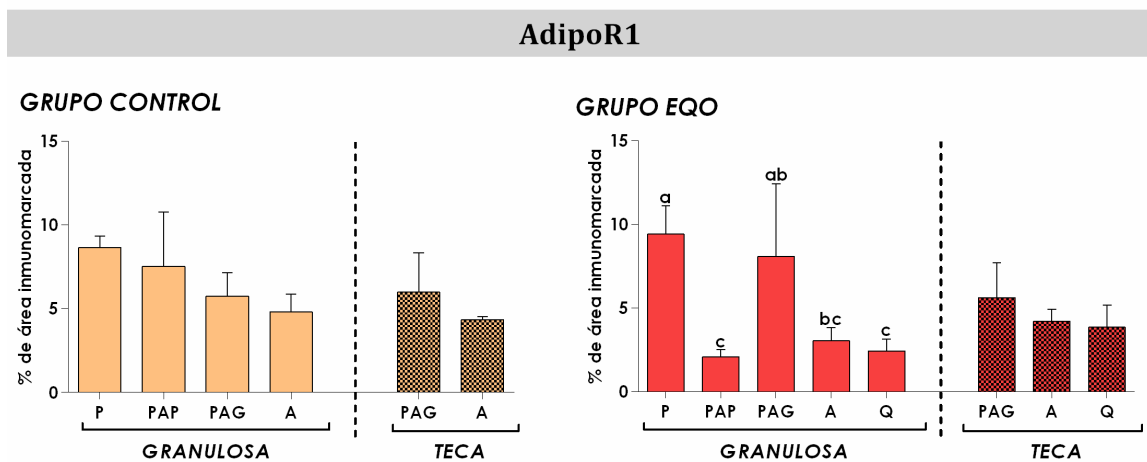 AdipoR1
GRUPO CONTROL
% de área inmunomarcada
15
10
5
0
P PAP PAG A
PAG A
GRANULOSA
TECA
GRUPO EQO
% de área inmunomarcada
15
10
5
0
a
c
ab
bc
c
P PAP PAG A Q
PAG A Q
GRANULOSA
TECA